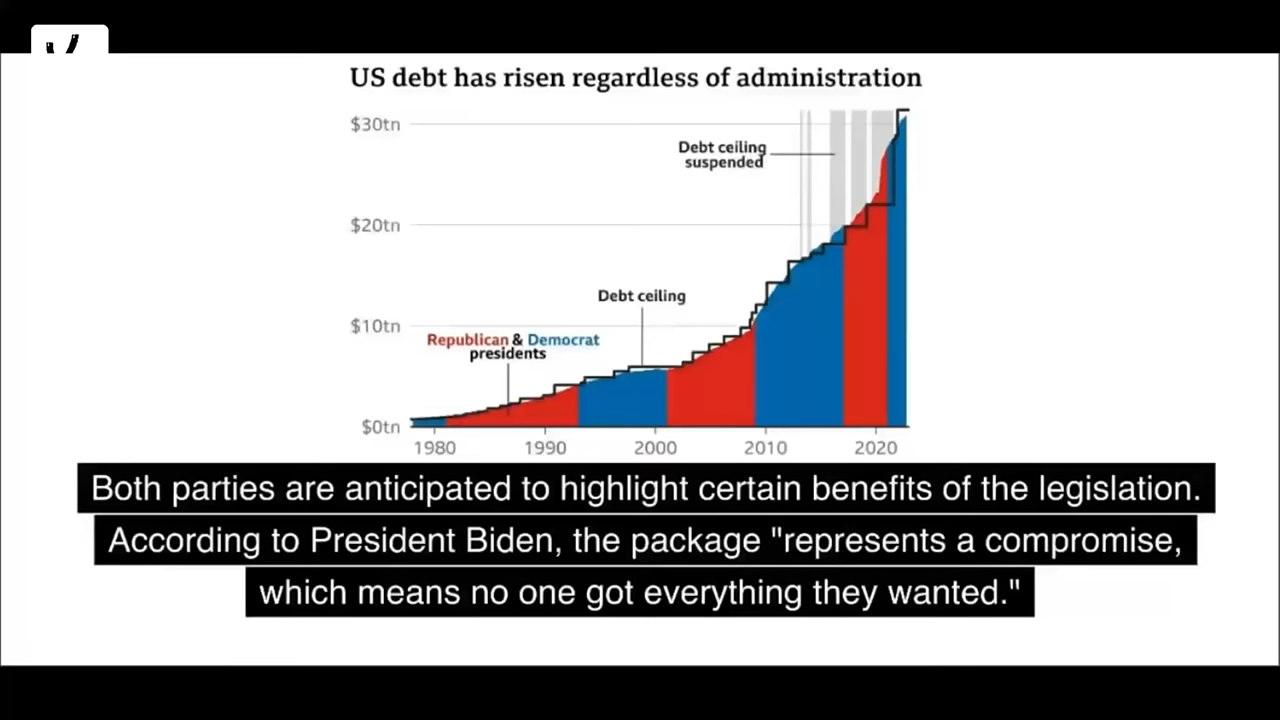 US debt has risen regardless of administration
$30tn
Debt ceiling
suspended
$20tn
Debt ceiling
$10tn
Republican & Democrat
presidents
$0tn
1980 1990 2000 2010 2020
Both parties are anticipated to highlight certain benefits of the legislation.
According to President Biden, the package "represents a compromise,
which means no one got everything they wanted."